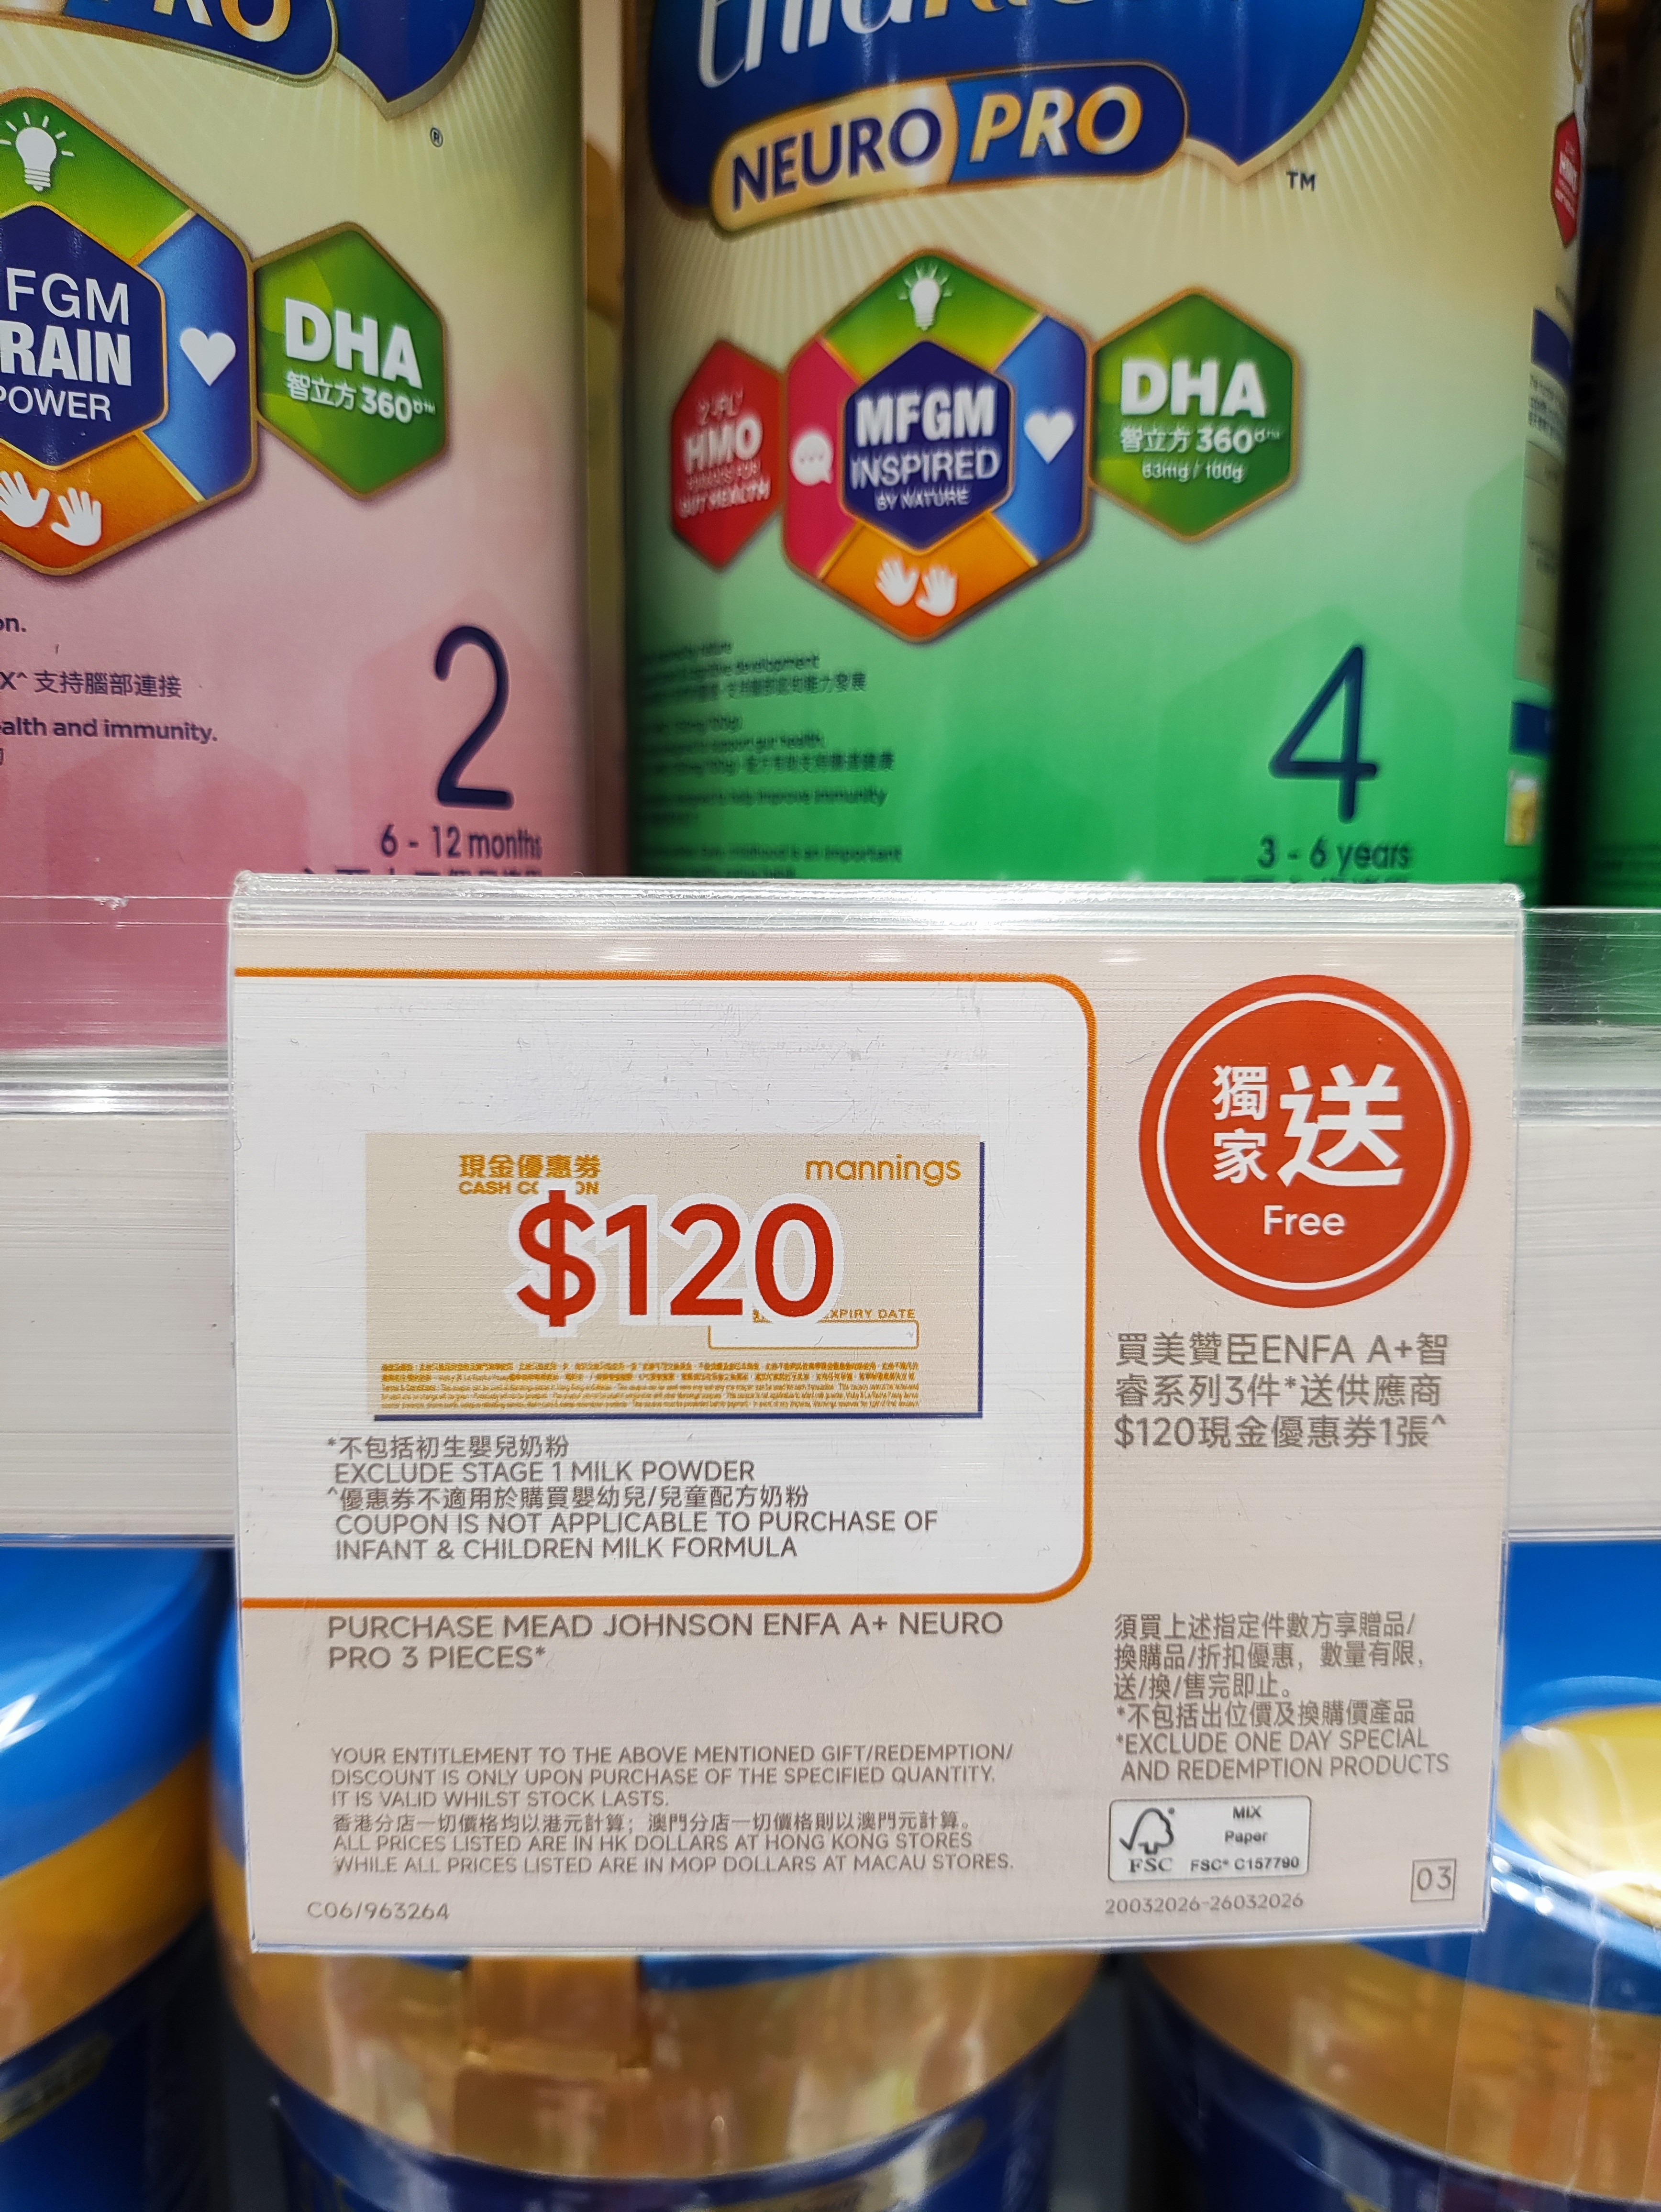 NEURO PRO
TM
®
FGM
RAIN
POWER
DHA
智立方 360
on.
支持腦部連接
alth and immunity.
2
6 - 12 months
HMO
MFGM
INSPIRED
BY NATURE
DHA
智立方 360
63mg / 100g
4
3 - 6 years
獨家送
Free
現金優惠券
mannings
CASH
$120
EXPIRY DATE
買美贊臣ENFA A+智
睿系列3件*送供應商
$120現金優惠券1張^
*不包括初生嬰兒奶粉
EXCLUDE STAGE 1 MILK POWDER
^優惠券不適用於購買嬰幼兒/兒童配方奶粉
COUPON IS NOT APPLICABLE TO PURCHASE OF
INFANT & CHILDREN MILK FORMULA
PURCHASE MEAD JOHNSON ENFA A+ NEURO
PRO 3 PIECES*
YOUR ENTITLEMENT TO THE ABOVE MENTIONED GIFT/REDEMPTION/
DISCOUNT IS ONLY UPON PURCHASE OF THE SPECIFIED QUANTITY.
IT IS VALID WHILST STOCK LASTS.
香港分店一切價格均以港元計算；澳門分店一切價格則以澳門元計算。
ALL PRICES LISTED ARE IN HK DOLLARS AT HONG KONG STORES
WHILE ALL PRICES LISTED ARE IN MOP DOLLARS AT MACAU STORES.
C06/963264
須買上述指定件數方享贈品/
換購品/折扣優惠，數量有限，
送/換/售完即止。
*不包括出位價及換購價產品
*EXCLUDE ONE DAY SPECIAL
AND REDEMPTION PRODUCTS
FSC
MIX
Paper
FSC® C157790
03
20032026-26032026